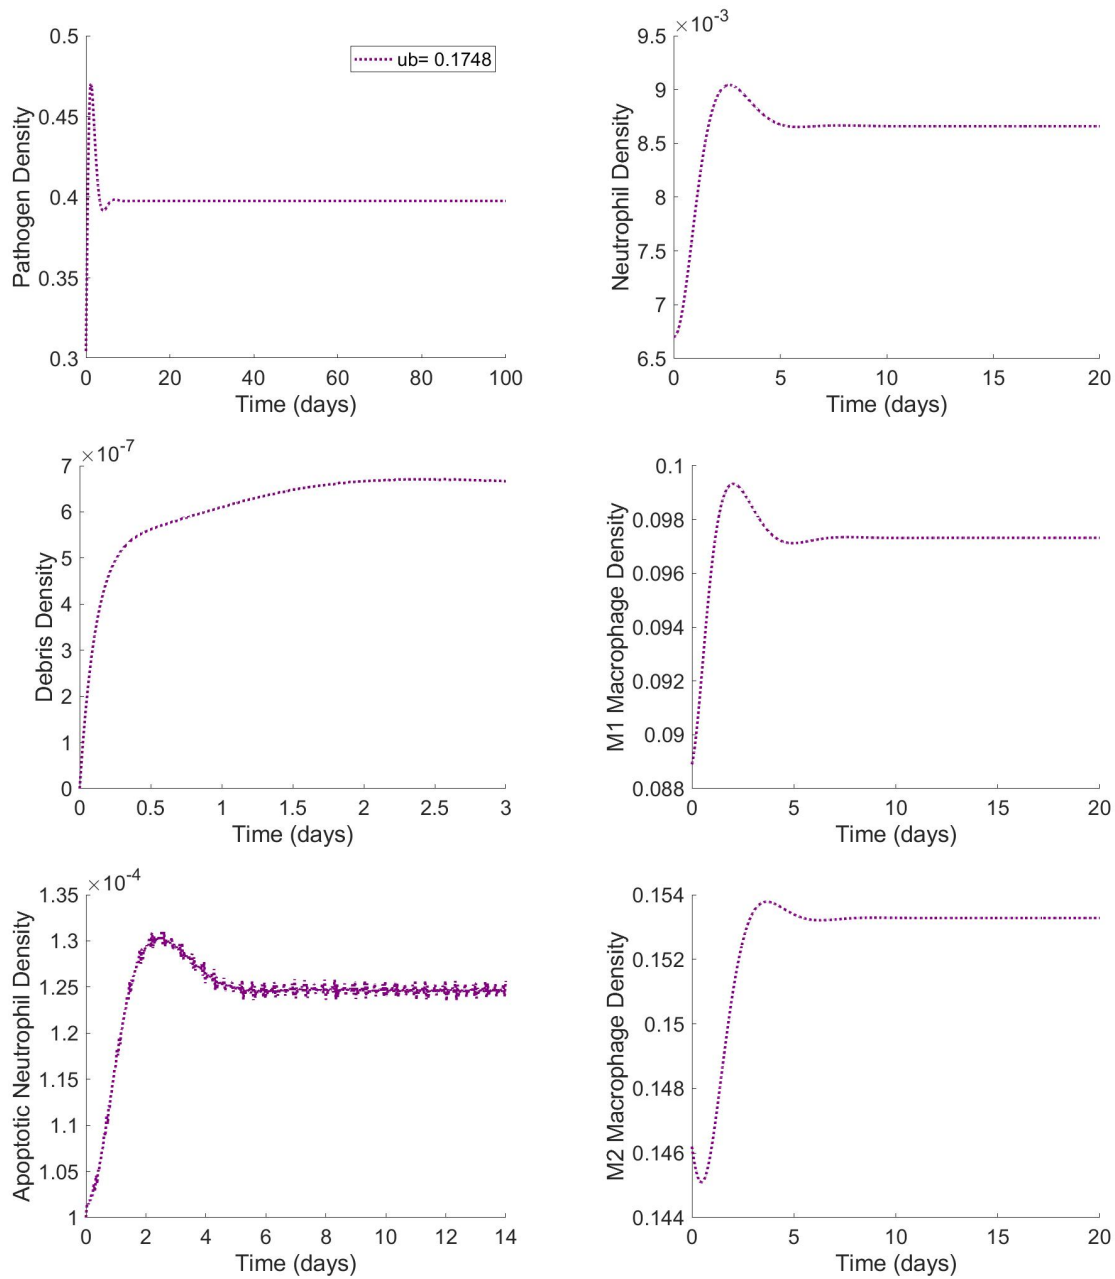 0.5
0.45
0.4
0.35
0.3
Pathogen Density
ub= 0.1748
0 20 40 60 80 100
Time (days)
×10-3
9.5
9
8.5
8
7.5
7
6.5
Neutrophil Density
0 5 10 15 20
Time (days)
×10-7
7
6
5
4
3
2
1
0
Debris Density
0 0.5 1 1.5 2 2.5 3
Time (days)
0.1
0.098
0.096
0.094
0.092
0.09
0.088
M1 Macrophage Density
0 5 10 15 20
Time (days)
×10-4
1.35
1.3
1.25
1.2
1.15
1.1
1.05
1
Apoptotic Neutrophil Density
0 2 4 6 8 10 12 14
Time (days)
0.154
0.152
0.15
0.148
0.146
0.144
M2 Macrophage Density
0 5 10 15 20
Time (days)